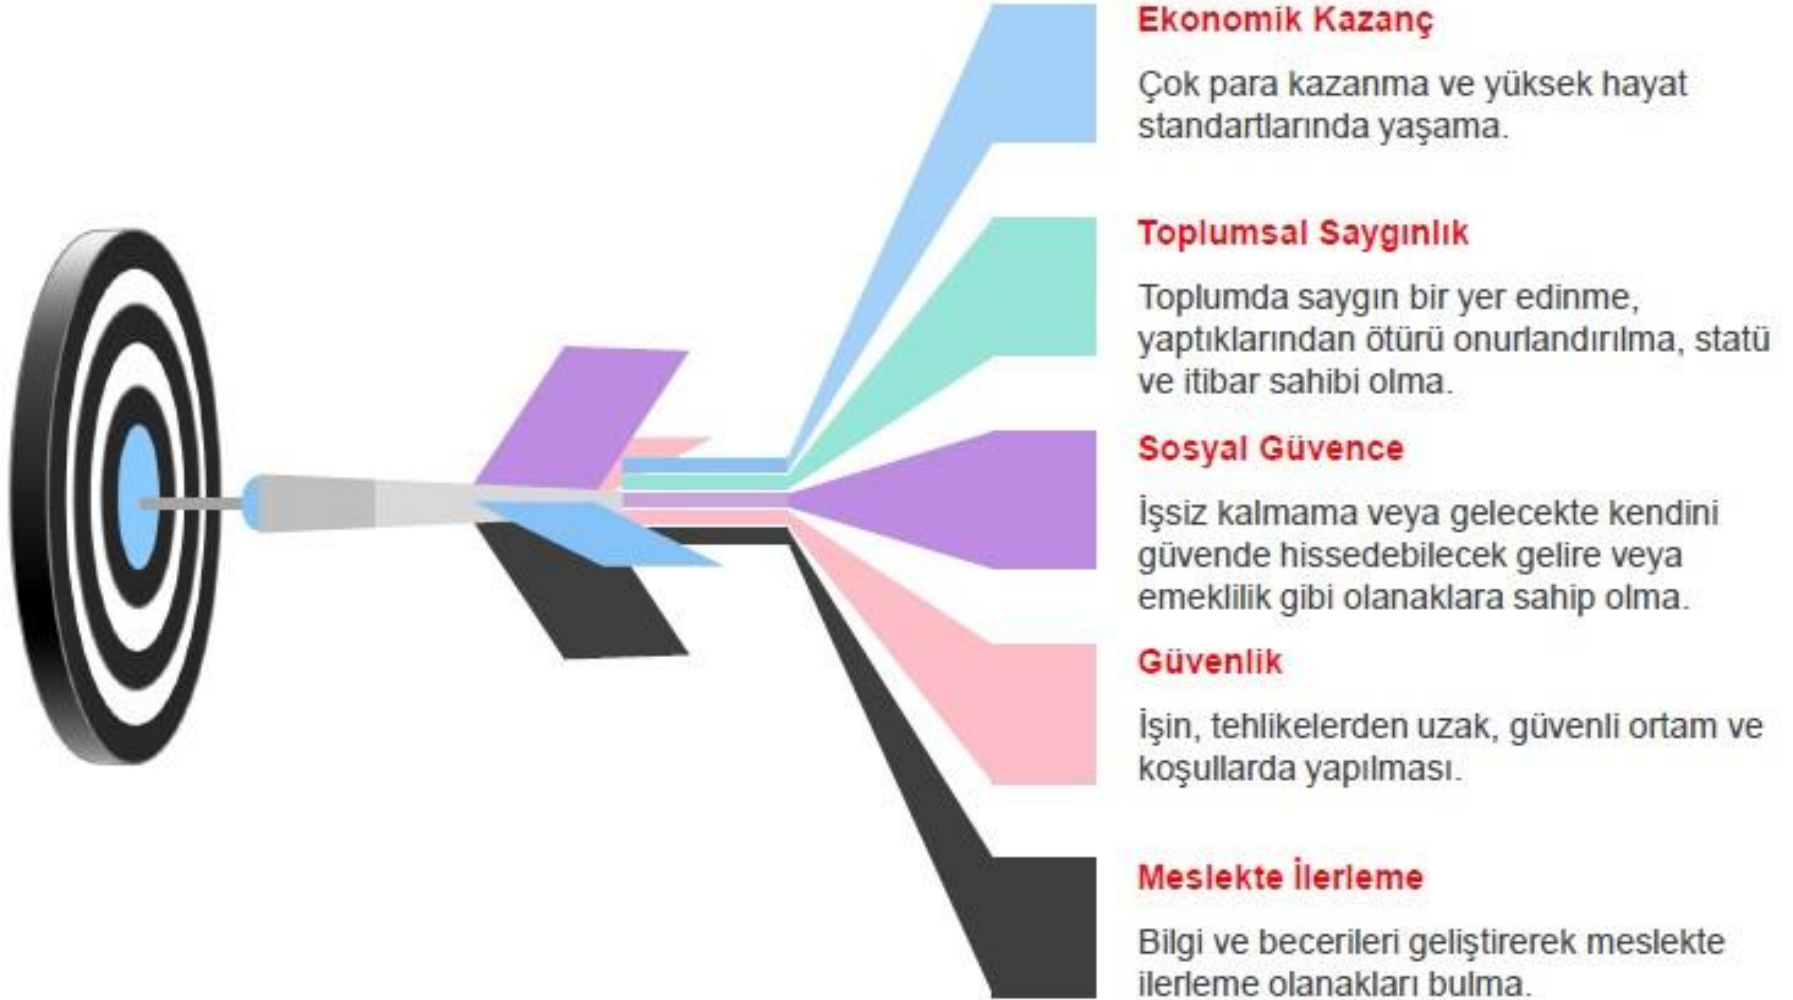 Ekonomik Kazanç
Çok para kazanma ve yüksek hayat
standartlarında yaşama.
Toplumsal Saygınlık
Toplumda saygın bir yer edinme,
yaptıklarından ötürü onurlandırılma, statü
ve itibar sahibi olma.
Sosyal Güvence
İşsiz kalmama veya gelecekte kendini
güvende hissedebilecek gelire veya
emeklilik gibi olanaklara sahip olma.
Güvenlik
İşin, tehlikelerden uzak, güvenli ortam ve
koşullarda yapılması.
Meslekte İlerleme
Bilgi ve becerileri geliştirerek meslekte
ilerleme olanakları bulma.